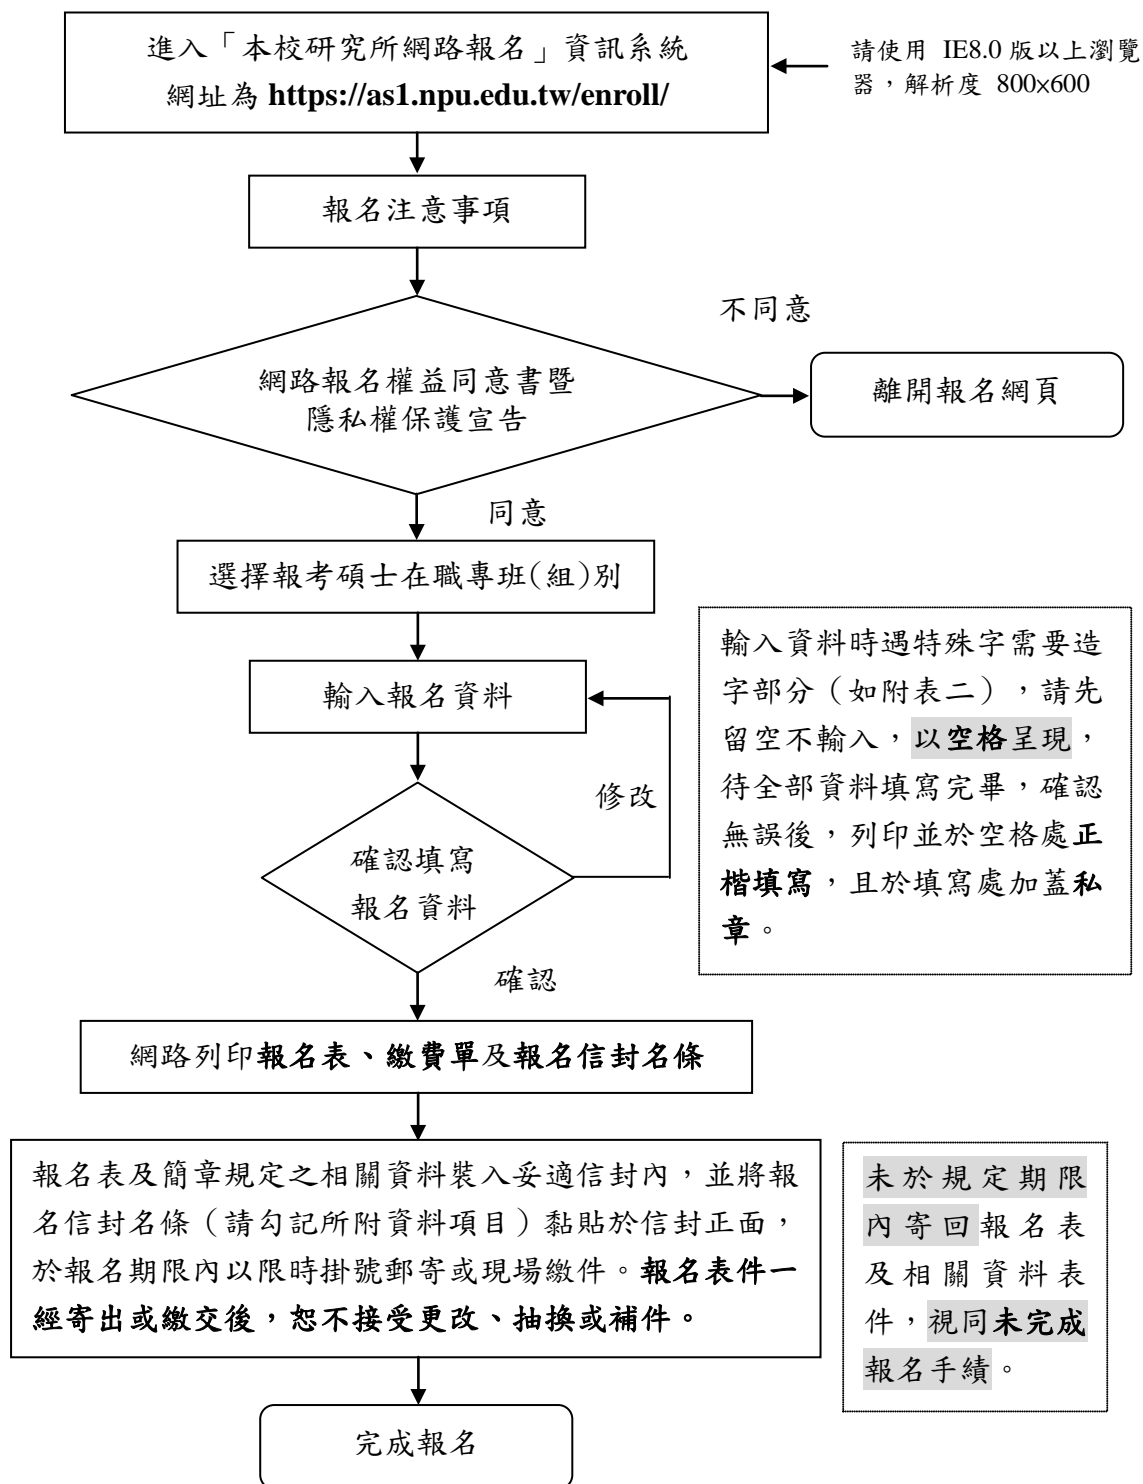 進入「本校研究所網路報名」資訊系統
網址為 https://as1.npu.edu.tw/enroll/
請使用 IE8.0 版以上瀏覽
器，解析度 800×600
報名注意事項
不同意
網路報名權益同意書暨
隱私權保護宣告
離開報名網頁
同意
選擇報考碩士在職專班(組)別
輸入報名資料
修改
輸入資料時遇特殊字需要造
字部分（如附表二），請先
留空不輸入，以空格呈現，
待全部資料填寫完畢，確認
無誤後，列印並於空格處正
楷填寫，且於填寫處加蓋私
章。
確認填寫
報名資料
確認
網路列印報名表、繳費單及報名信封名條
報名表及簡章規定之相關資料裝入妥適信封內，並將報
名信封名條（請勾記所附資料項目）黏貼於信封正面，
於報名期限內以限時掛號郵寄或現場繳件。報名表件一
經寄出或繳交後，恕不接受更改、抽換或補件。
未於規定期限
內寄回報名表
及相關資料表
件，視同未完成
報名手續。
完成報名